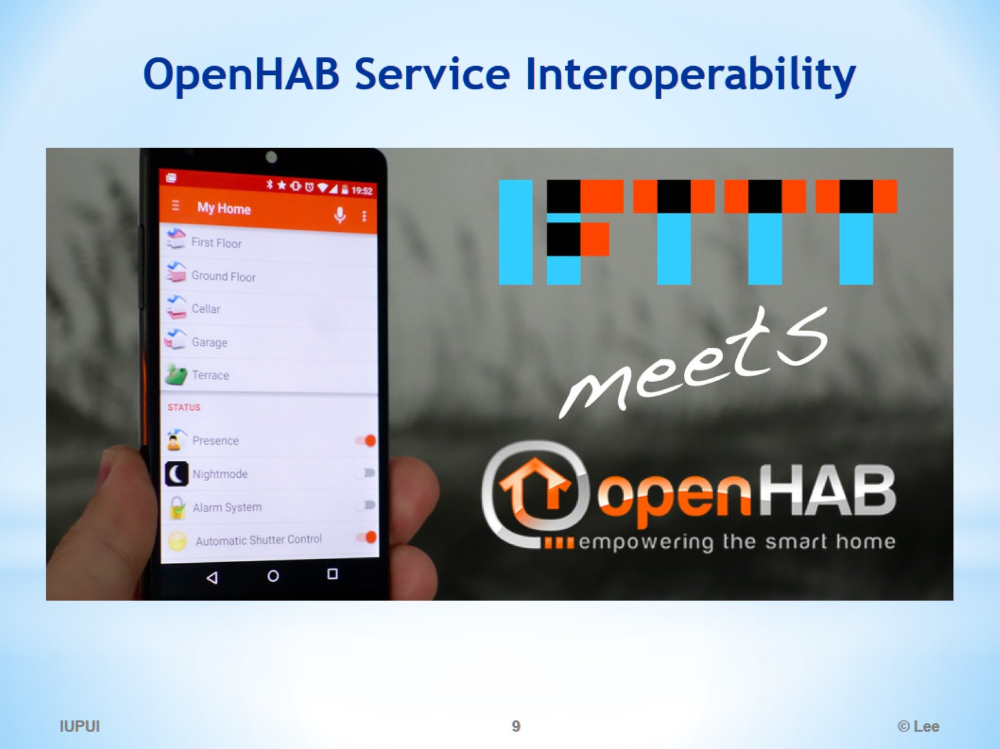 OpenHAB Service Interoperability
19:52
My Home
First Floor
Ground Floor
Cellar
Garage
Terrace
STATUS
Presence
Nightmode
Alarm System
Automatic Shutter Control
IFTTT
meets
openHAB
empowering the smart home
IUPUI
9
© Lee